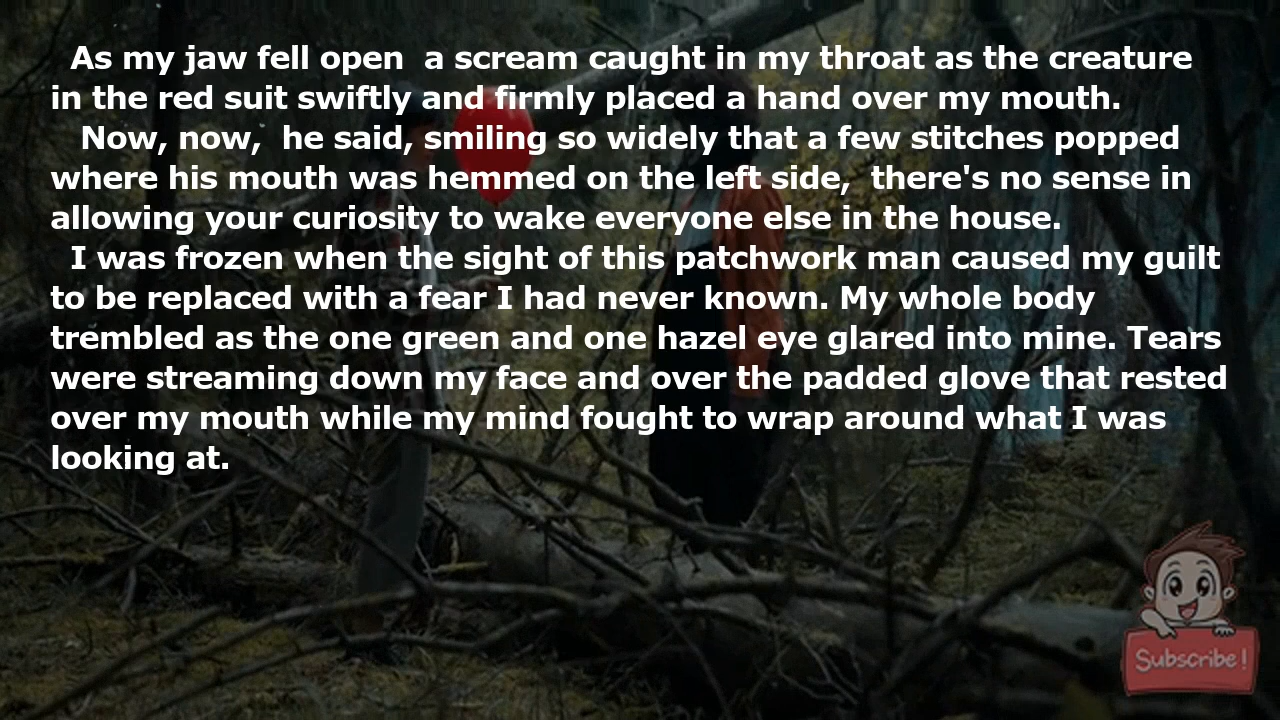 As my jaw fell open  a scream caught in my throat as the creature
in the red suit swiftly and firmly placed a hand over my mouth.
Now, now,  he said, smiling so widely that a few stitches popped
where his mouth was hemmed on the left side,  there's no sense in
allowing your curiosity to wake everyone else in the house.
I was frozen when the sight of this patchwork man caused my guilt
to be replaced with a fear I had never known. My whole body
trembled as the one green and one hazel eye glared into mine. Tears
were streaming down my face and over the padded glove that rested
over my mouth while my mind fought to wrap around what I was
looking at.
Subscribe!